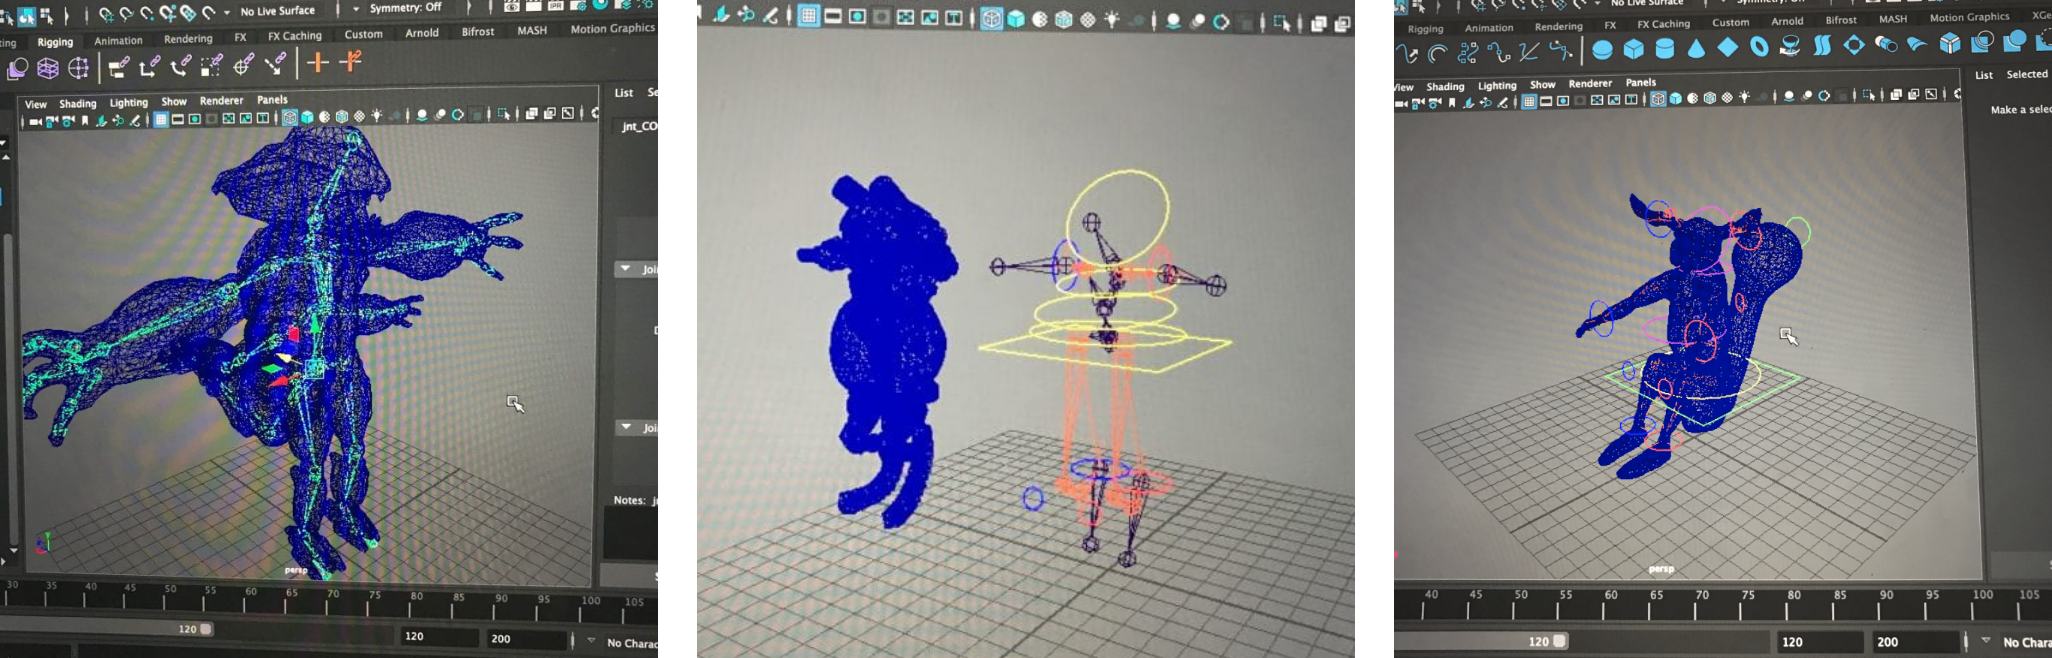 No Live Surface
Symmetry: Off
Rigging
Animation
Rendering
FX
FX Caching
Custom
Arnold
Bifrost
MASH
Motion Graphics
View Shading Lighting Show Renderer Panels
List
jnt_CO
Joi
Joi
Notes: j
persp
30 35 40 45 50 55 60 65 70 75 80 85 90 95 100 105
120
120
200
No Charac
No Live Surface
Rigging
Animation
Rendering
FX
FX Caching
Custom
Arnold
Bifrost
MASH
Motion Graphics
XGe
View Shading Lighting Show Renderer Panels
List Selected
Make a selec
persp
40 45 50 55 60 65 70 75 80 85 90 95 100 105
120
120
200
No Chara